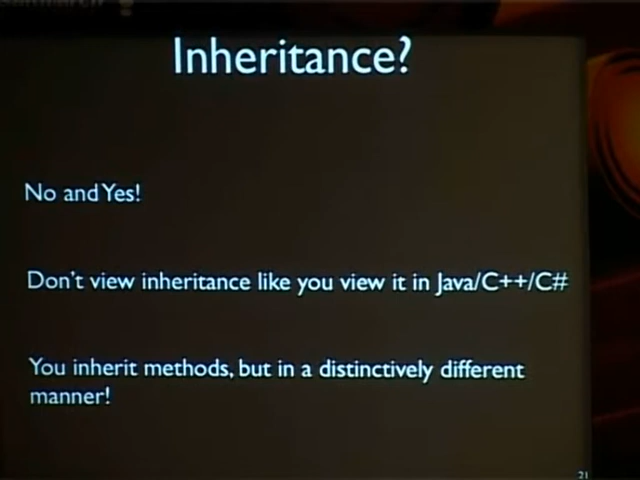 Inheritance?
No and Yes!
Don't view inheritance like you view it in Java/C++/C#
You inherit methods, but in a distinctively different
manner!
21